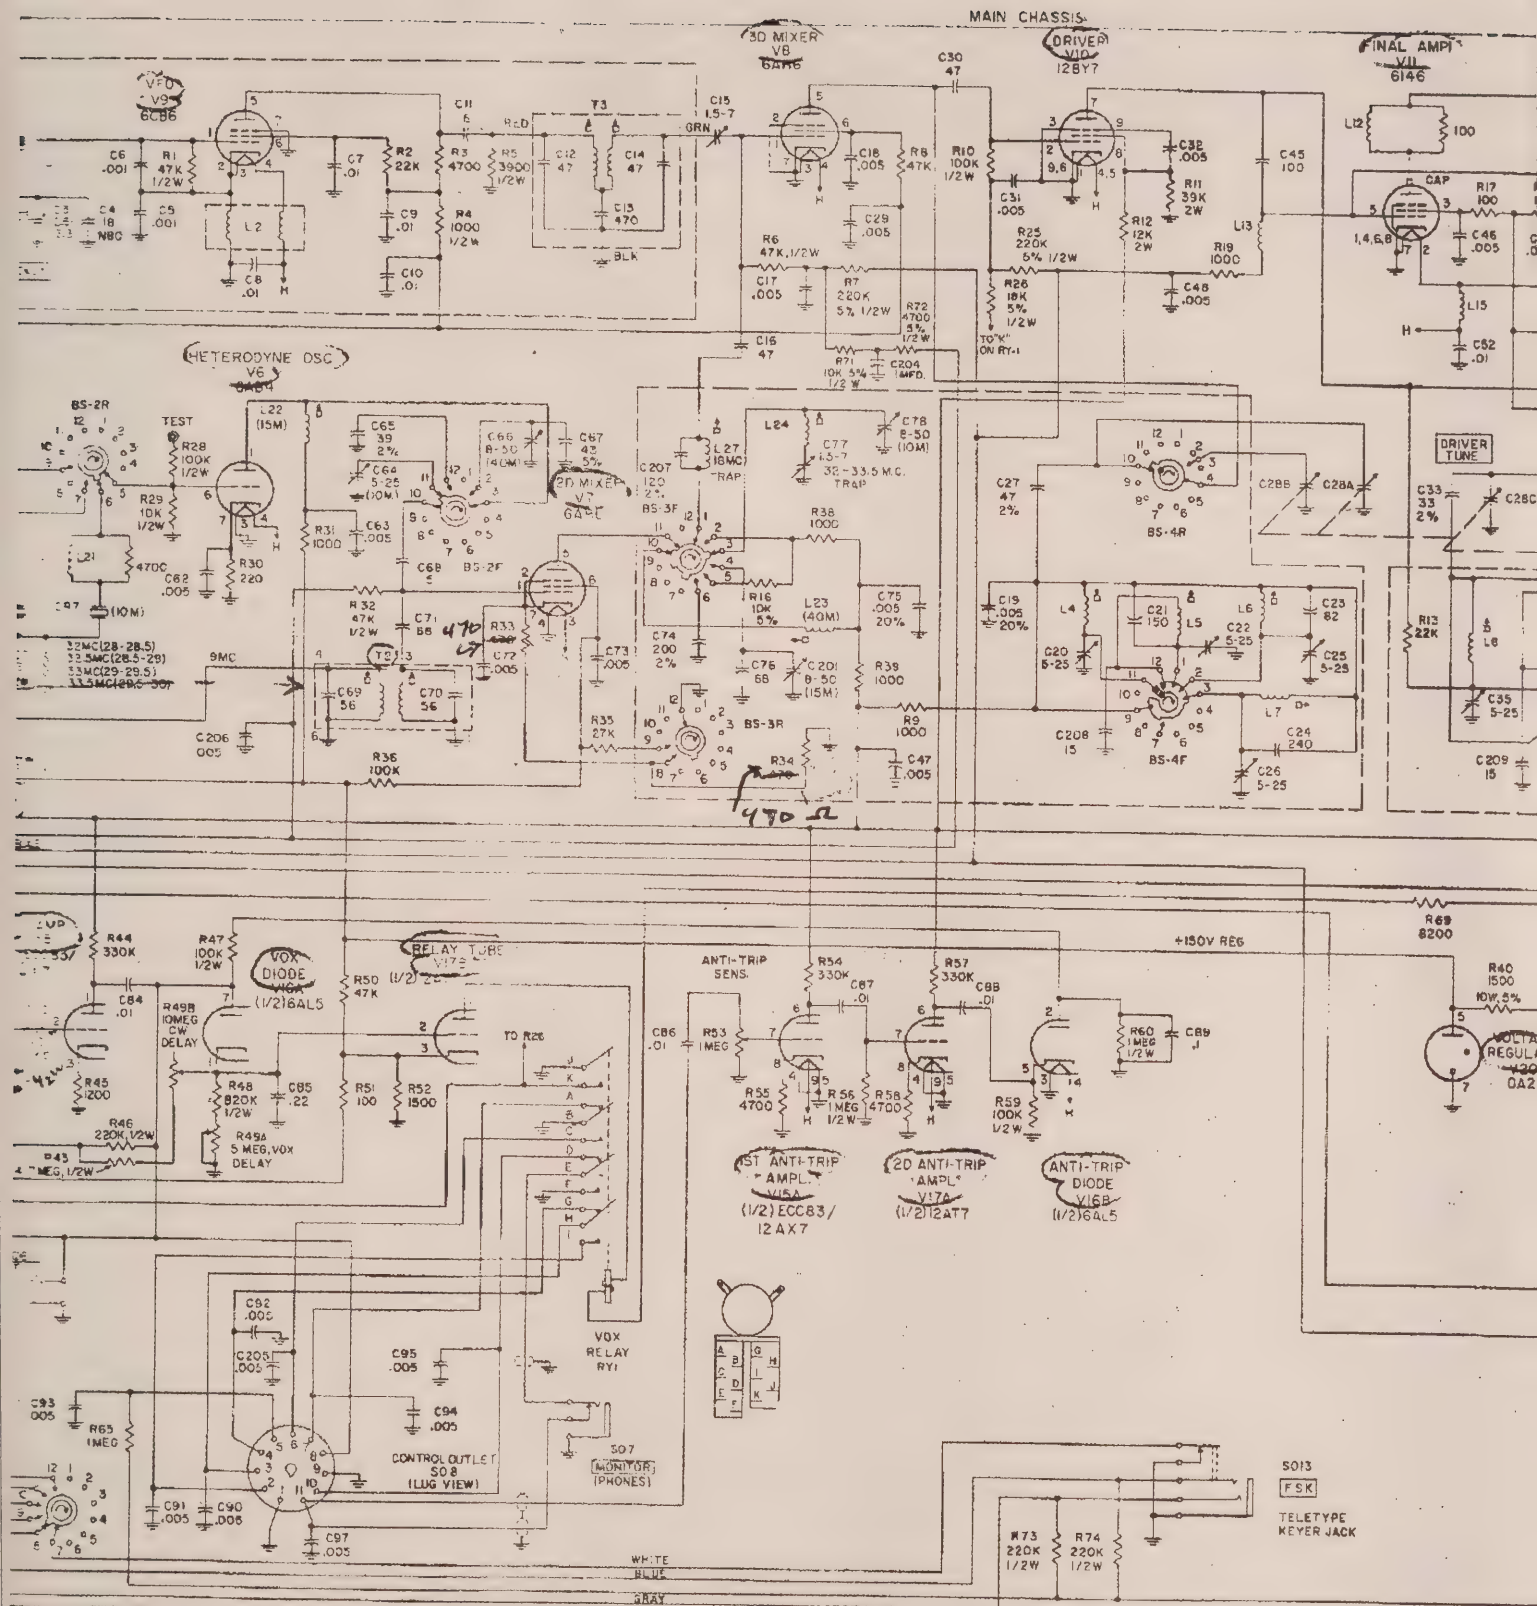 MAIN CHASSIS
3D MIXER
V8
6AH6
DRIVER
V10
12BY7
FINAL AMPL
V11
6146
VFO
V9
6CB6
C6
.001
R1
47K
1/2W
C5
.001
C4
18
N80
L2
C8
.01
H
C7
.01
R2
22K
C9
.01
C10
.01
R3
4700
R4
1000
1/2W
C11
6
RED
R5
3900
1/2W
T3
C12
47
C14
47
C13
470
BLK
C15
1.5-7
GRN
C18
.005
R8
47K
C29
.005
R6
47K, 1/2W
C17
.005
R7
220K
5% 1/2W
R72
4700
5%
1/2W
C30
47
R10
100K
1/2W
C31
.005
R25
220K
5% 1/2W
R26
18K
5%
1/2W
TO "K"
ON RY-1
C32
.005
R11
39K
2W
R12
12K
2W
R19
1000
C48
.005
C45
100
L13
L12
100
CAP
R17
100
C46
.005
1,4,6,8
L15
H
C52
.01
HETERODYNE OSC
V6
BS-2R
TEST
R28
100K
1/2W
R29
10K
1/2W
L21
4700
(10M)
32MC(28-28.5)
32.5MC(28.5-29)
33MC(29-29.5)
33.5MC(29.5-30)
C62
.005
R30
220
L22
(15M)
R31
1000
C65
39
2%
C64
5-25
(10M)
C63
.005
C66
8-50
(40M)
C67
43
5%
BS-2F
C68
5
R32
47K
1/2W
C71
68
470
R33
C72
.005
2D MIXER
V7
C73
.005
9MC
T2
C69
56
C70
56
C206
.005
R36
100K
R35
27K
C16
47
R71
10K 5%
1/2W
C204
1MFD.
L27
(8MC)
TRAP
C207
120
2%
BS-3F
L24
C77
1.5-7
32-33.5 M.C.
TRAP
C78
8-50
(10M)
R38
1000
R16
10K
5%
L23
(40M)
C75
.005
20%
C74
200
2%
C76
68
C201
8-50
(15M)
R39
1000
BS-3R
R34
470 Ω
C47
.005
R9
1000
C27
47
2%
C19
.005
20%
L4
C20
5-25
C21
150
L5
C22
5-25
L6
C23
82
C25
5-25
C208
15
BS-4R
BS-4F
L7
C24
240
C26
5-25
C28B
C28A
DRIVER
TUNE
C33
33
2%
C28C
R13
22K
L8
C35
5-25
C209
15
R69
8200
+150V REG
R40
1500
10W, 5%
R44
330K
C84
.01
R45
1200
R46
220K, 1/2W
MEG, 1/2W
R47
100K
1/2W
R49B
10MEG
CW
DELAY
VOX
DIODE
V16A
(1/2)6AL5
R48
820K
1/2W
C85
.22
R49A
5 MEG, VOX
DELAY
RELAY TUBE
V17B
R50
47K
R51
100
R52
1500
TO R26
J
K
A
B
C
D
E
F
G
H
I
VOX
RELAY
RY1
ANTI-TRIP
SENS.
C86
.01
R53
1MEG
R54
330K
C87
.01
R55
4700
R56
1MEG
1/2W
R57
330K
C88
.01
R58
4700
R59
100K
1/2W
R60
1MEG
1/2W
C89
.1
1ST ANTI-TRIP
AMPL.
V15A
(1/2) ECC83/
12AX7
2D ANTI-TRIP
AMPL.
V17A
(1/2)12AT7
ANTI-TRIP
DIODE
V16B
(1/2)6AL5
0A2
C92
.005
C205
.005
C95
.005
C94
.005
C93
.005
R65
1MEG
C91
.005
C90
.005
C97
.005
CONTROL OUTLET
SO8
(LUG VIEW)
SO7
MONITOR
(PHONES)
A
B
C
D
E
F
G
H
I
J
K
SO13
FSK
TELETYPE
KEYER JACK
R73
220K
1/2W
R74
220K
1/2W
WHITE
BLUE
GRAY